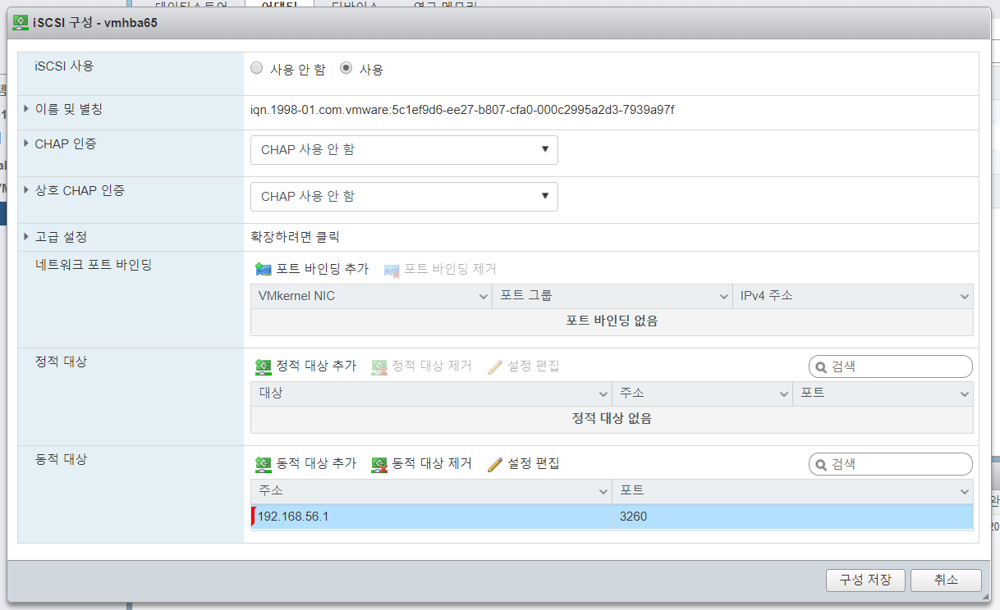 어댑터
iSCSI 구성 - vmhba65
iSCSI 사용
사용 안 함 사용
이름 및 별칭 iqn.1998-01.com.vmware:5c1ef9d6-ee27-b807-cfa0-000c2995a2d3-7939a97f
CHAP 인증 CHAP 사용 안 함
상호 CHAP 인증 CHAP 사용 안 함
고급 설정 확장하려면 클릭
네트워크 포트 바인딩
포트 바인딩 추가 포트 바인딩 제거
VMkernel NIC 포트 그룹 IPv4 주소
포트 바인딩 없음
정적 대상
정적 대상 추가 정적 대상 제거 설정 편집 검색
대상 주소 포트
정적 대상 없음
동적 대상
동적 대상 추가 동적 대상 제거 설정 편집 검색
주소 포트
192.168.56.1 3260
구성 저장 취소